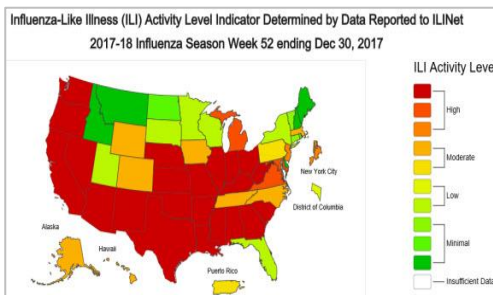 Influenza-Like Illness (ILI) Activity Level Indicator Determined by Data Reported to ILINet
2017-18 Influenza Season Week 52 ending Dec 30, 2017
ILI Activity Leve
High
Moderate
Low
Minimal
Insufficient Data
New York City
District of Columbia
Alaska
Hawaii
Puerto Rico